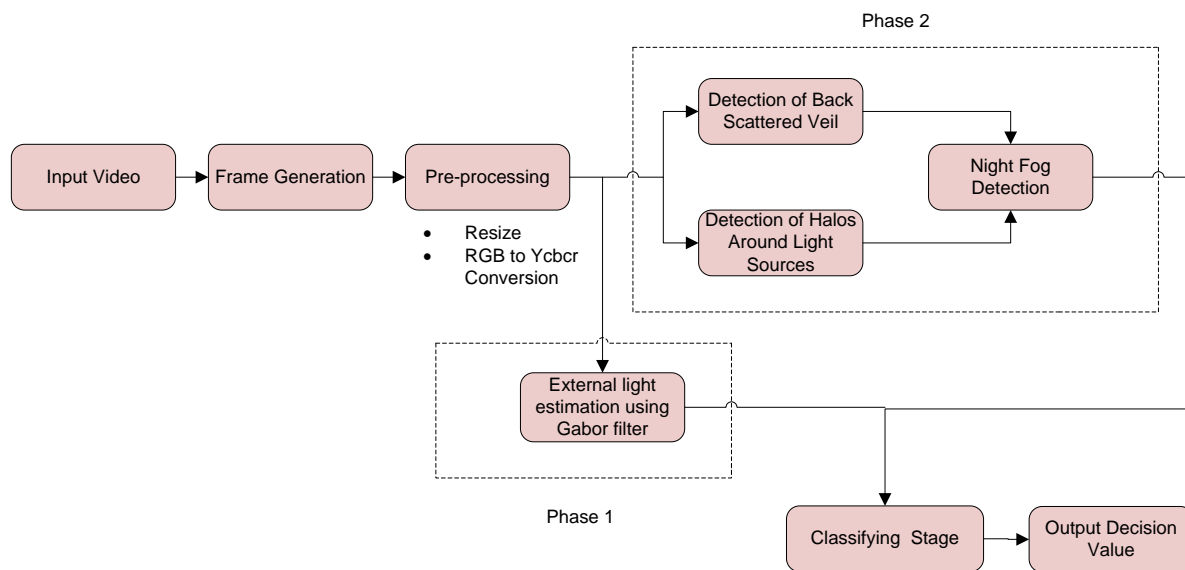 Phase 2
Detection of Back
Scattered Veil
Input Video
Frame Generation
Pre-processing
Night Fog
Detection
• Resize
• RGB to Ycbcr
Conversion
Detection of Halos
Around Light
Sources
External light
estimation using
Gabor filter
Phase 1
Classifying Stage
Output Decision
Value